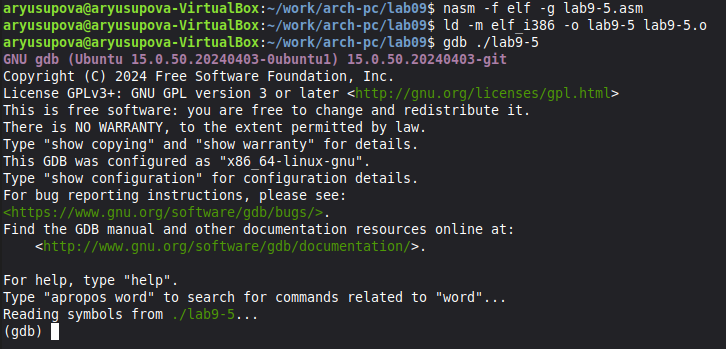 aryusupova@aryusupova-VirtualBox:~/work/arch-pc/lab09$ nasm -f elf -g lab9-5.asm
aryusupova@aryusupova-VirtualBox:~/work/arch-pc/lab09$ ld -m elf_i386 -o lab9-5 lab9-5.o
aryusupova@aryusupova-VirtualBox:~/work/arch-pc/lab09$ gdb ./lab9-5
GNU gdb (Ubuntu 15.0.50.20240403-0ubuntu1) 15.0.50.20240403-git
Copyright (C) 2024 Free Software Foundation, Inc.
License GPLv3+: GNU GPL version 3 or later <http://gnu.org/licenses/gpl.html>
This is free software: you are free to change and redistribute it.
There is NO WARRANTY, to the extent permitted by law.
Type "show copying" and "show warranty" for details.
This GDB was configured as "x86_64-linux-gnu".
Type "show configuration" for configuration details.
For bug reporting instructions, please see:
<https://www.gnu.org/software/gdb/bugs/>.
Find the GDB manual and other documentation resources online at:
    <http://www.gnu.org/software/gdb/documentation/>.

For help, type "help".
Type "apropos word" to search for commands related to "word"...
Reading symbols from ./lab9-5...
(gdb)